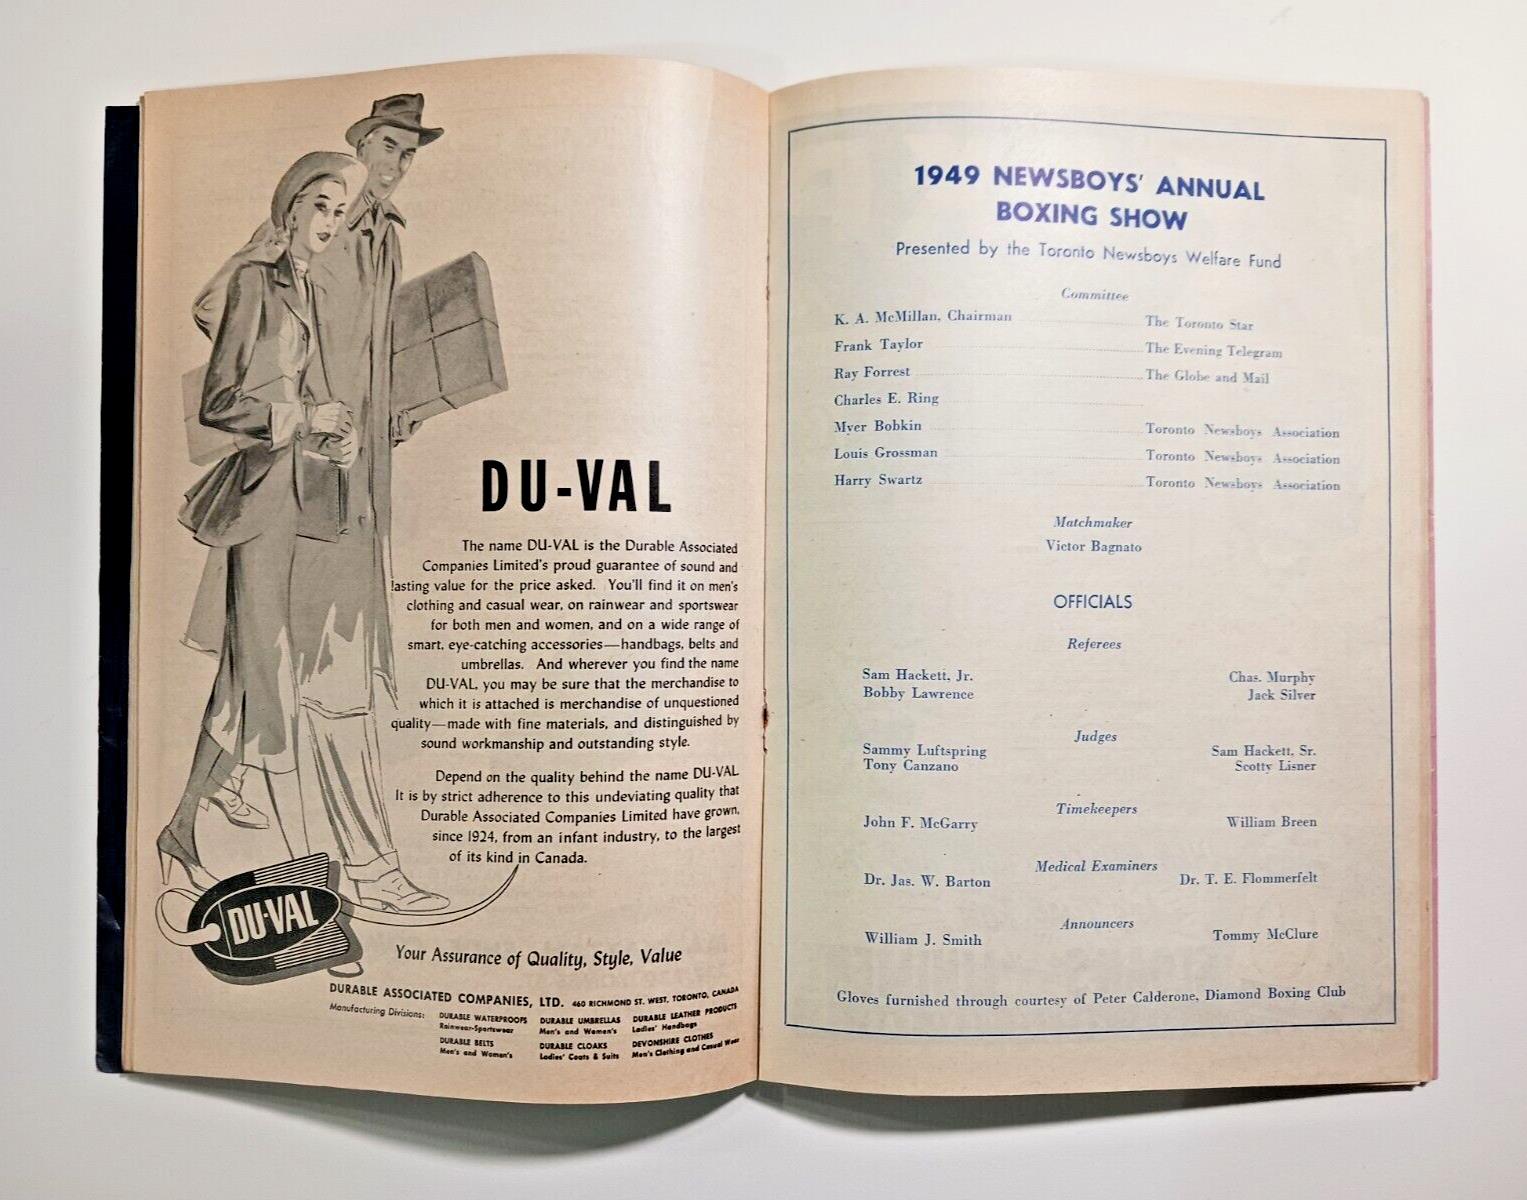 DU-VAL
The name DU-VAL is the Durable Associated
Companies Limited's proud guarantee of sound and
lasting value for the price asked. You'll find it on men's
clothing and casual wear, on rainwear and sportswear
for both men and women, and on a wide range of
smart, eye-catching accessories—handbags, belts and
umbrellas. And wherever you find the name
DU-VAL, you may be sure that the merchandise to
which it is attached is merchandise of unquestioned
quality—made with fine materials, and distinguished by
sound workmanship and outstanding style.
Depend on the quality behind the name DU-VAL
It is by strict adherence to this undeviating quality that
Durable Associated Companies Limited have grown,
since 1924, from an infant industry, to the largest
of its kind in Canada.
DU-VAL
Your Assurance of Quality, Style, Value
DURABLE ASSOCIATED COMPANIES, LTD. 460 RICHMOND ST. WEST, TORONTO, CANADA
Manufacturing Divisions: DURABLE WATERPROOFS DURABLE UMBRELLAS DURABLE LEATHER PRODUCTS
Rainwear-Sportswear Men's and Women's Ladies' Handbags
DURABLE BELTS DURABLE CLOAKS DEVONSHIRE CLOTHES
Men's and Women's Ladies' Coats & Suits Men's Clothing and Casual Wear
1949 NEWSBOYS' ANNUAL
BOXING SHOW
Presented by the Toronto Newsboys Welfare Fund
Committee
K. A. McMillan, Chairman The Toronto Star
Frank Taylor The Evening Telegram
Ray Forrest The Globe and Mail
Charles E. Ring
Myer Bobkin Toronto Newsboys Association
Louis Grossman Toronto Newsboys Association
Harry Swartz Toronto Newsboys Association
Matchmaker
Victor Bagnato
OFFICIALS
Referees
Sam Hackett, Jr. Chas. Murphy
Bobby Lawrence Jack Silver
Judges
Sammy Luftspring Sam Hackett, Sr.
Tony Canzano Scotty Lisner
Timekeepers
John F. McGarry William Breen
Medical Examiners
Dr. Jas. W. Barton Dr. T. E. Flommerfelt
Announcers
William J. Smith Tommy McClure
Gloves furnished through courtesy of Peter Calderone, Diamond Boxing Club